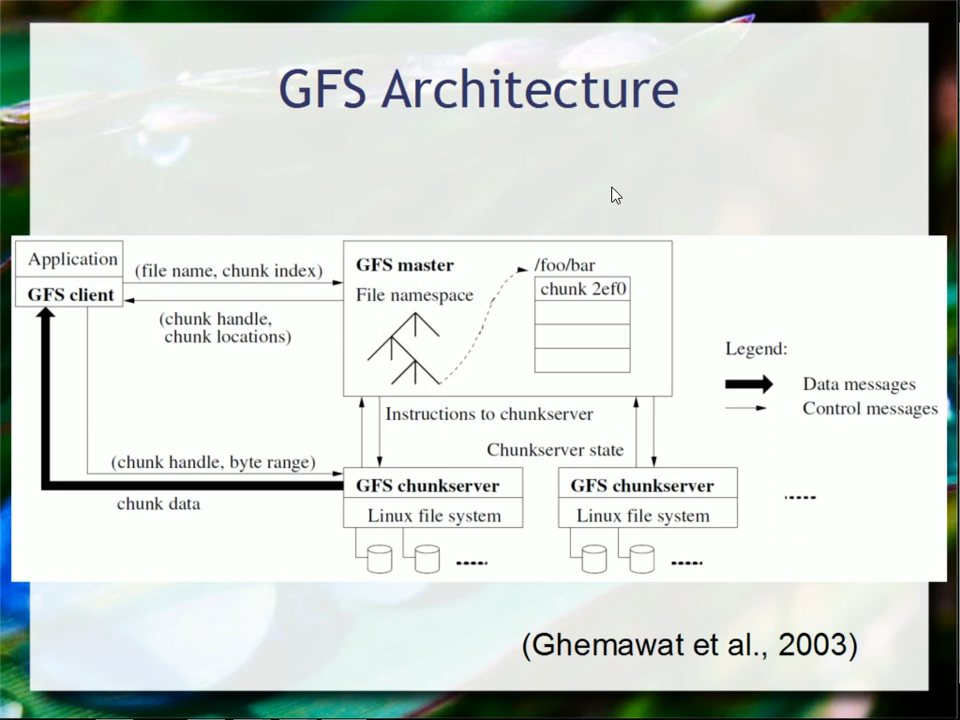 GFS Architecture
Application
GFS client
(file name, chunk index)
(chunk handle,
chunk locations)
GFS master
File namespace
/foo/bar
chunk 2ef0
Legend:
Data messages
Control messages
Instructions to chunkserver
Chunkserver state
(chunk handle, byte range)
chunk data
GFS chunkserver
Linux file system
GFS chunkserver
Linux file system
(Ghemawat et al., 2003)